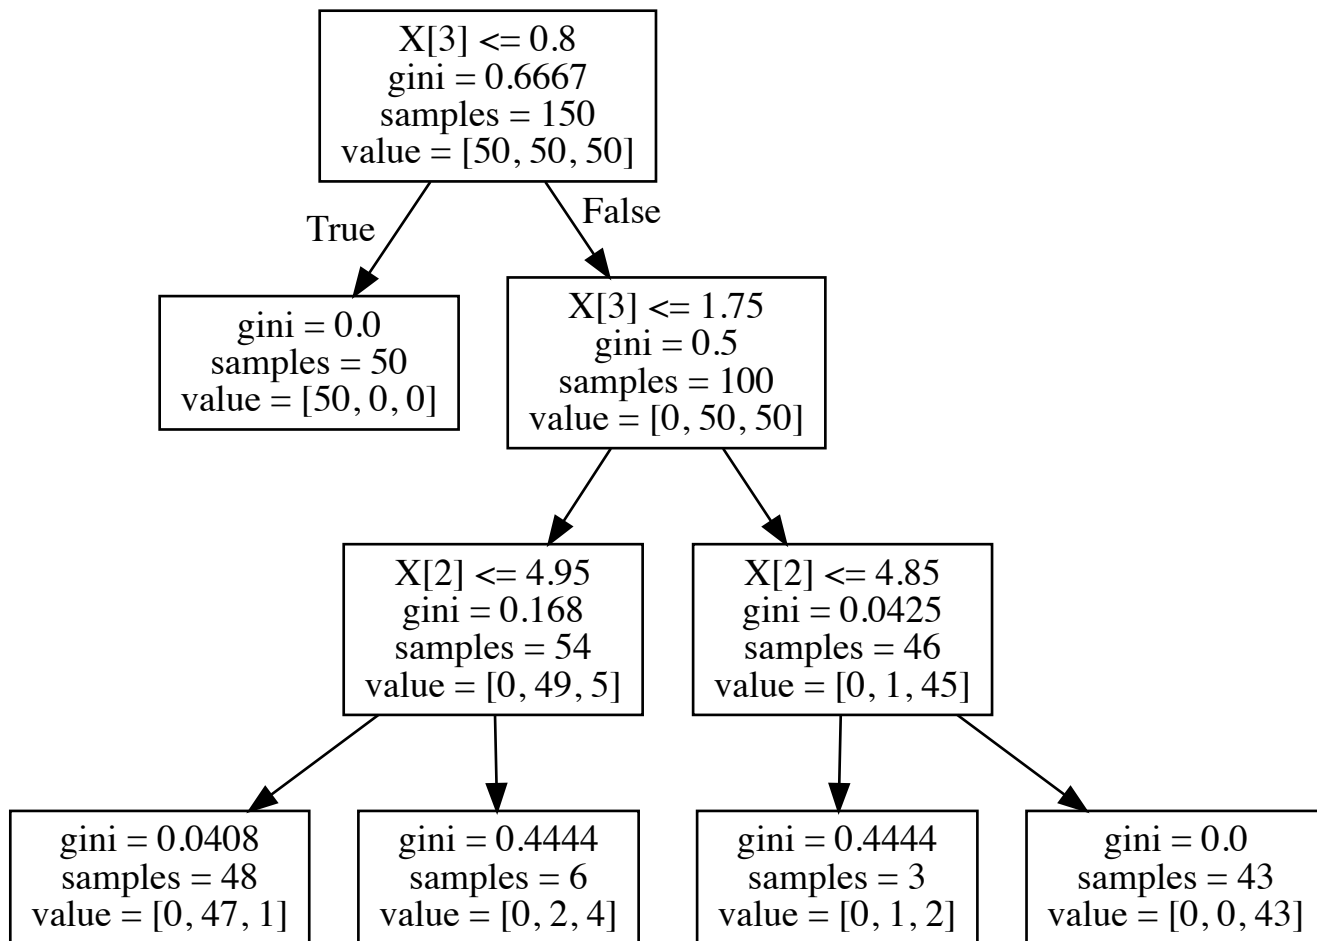 X[3] <= 0.8
gini = 0.6667
samples = 150
value = [50, 50, 50]
True
False
gini = 0.0
samples = 50
value = [50, 0, 0]
X[3] <= 1.75
gini = 0.5
samples = 100
value = [0, 50, 50]
X[2] <= 4.95
gini = 0.168
samples = 54
value = [0, 49, 5]
X[2] <= 4.85
gini = 0.0425
samples = 46
value = [0, 1, 45]
gini = 0.0408
samples = 48
value = [0, 47, 1]
gini = 0.4444
samples = 6
value = [0, 2, 4]
gini = 0.4444
samples = 3
value = [0, 1, 2]
gini = 0.0
samples = 43
value = [0, 0, 43]